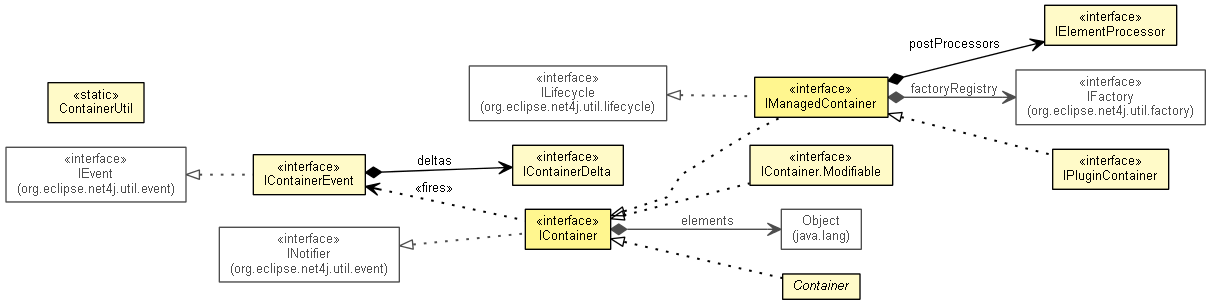 «interface»
IElementProcessor
postProcessors
«interface»
ILifecycle
(org.eclipse.net4j.util.lifecycle)
«interface»
IManagedContainer
factoryRegistry
«interface»
IFactory
(org.eclipse.net4j.util.factory)
«static»
ContainerUtil
«interface»
IEvent
(org.eclipse.net4j.util.event)
«interface»
IContainerEvent
deltas
«interface»
IContainerDelta
«interface»
IContainer.Modifiable
«interface»
IPluginContainer
«fires»
«interface»
INotifier
(org.eclipse.net4j.util.event)
«interface»
IContainer
elements
Object
(java.lang)
Container